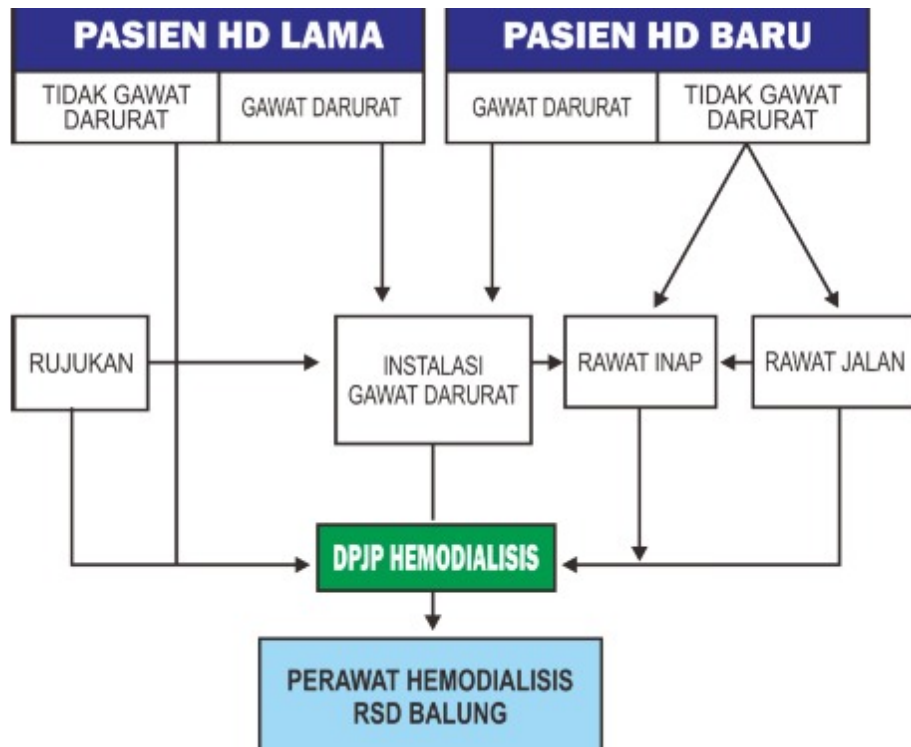 PASIEN HD LAMA
TIDAK GAWAT
DARURAT
GAWAT DARURAT
PASIEN HD BARU
GAWAT DARURAT
TIDAK GAWAT
DARURAT
RUJUKAN
INSTALASI
GAWAT DARURAT
RAWAT INAP
RAWAT JALAN
DPJP HEMODIALISIS
PERAWAT HEMODIALISIS
RSD BALUNG